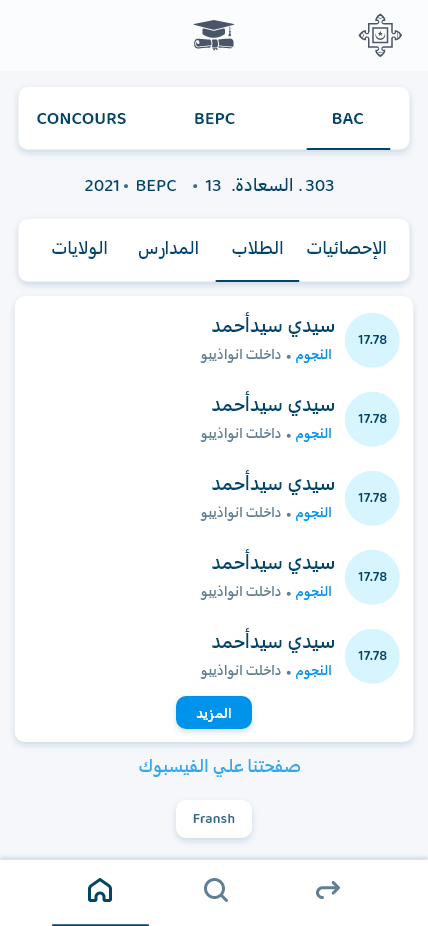 CONCOURS BEPC BAC
303 . السعادة. 13 • BEPC • 2021
الإحصائيات الطلاب المدارس الولايات
17.78 سيدي سيدأحمد
النجوم • داخلت انواذيبو
17.78 سيدي سيدأحمد
النجوم • داخلت انواذيبو
17.78 سيدي سيدأحمد
النجوم • داخلت انواذيبو
17.78 سيدي سيدأحمد
النجوم • داخلت انواذيبو
17.78 سيدي سيدأحمد
النجوم • داخلت انواذيبو
المزيد
صفحتنا علي الفيسبوك
Fransh